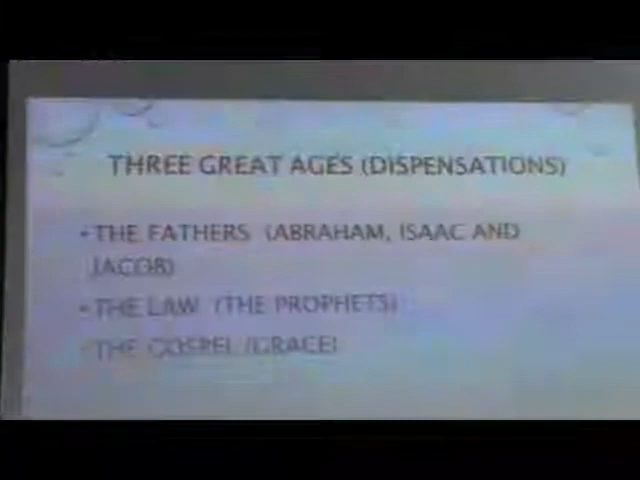 THREE GREAT AGES (DISPENSATIONS)
• THE FATHERS (ABRAHAM, ISAAC AND
JACOB)
• THE LAW (THE PROPHETS)
• THE GOSPEL (GRACE)